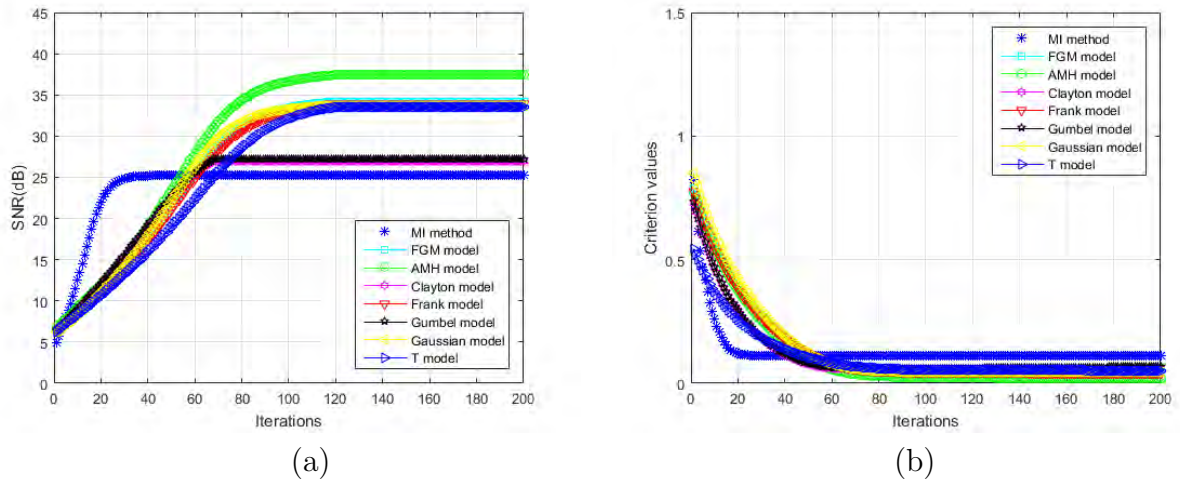 45
40
35
30
25
20
15
10
5
0
SNR(dB)
0 20 40 60 80 100 120 140 160 180 200
Iterations
MI method
FGM model
AMH model
Clayton model
Frank model
Gumbel model
Gaussian model
T model
(a)
1.5
1
0.5
0
Criterion values
0 20 40 60 80 100 120 140 160 180 200
Iterations
MI method
FGM model
AMH model
Clayton model
Frank model
Gumbel model
Gaussian model
T model
(b)